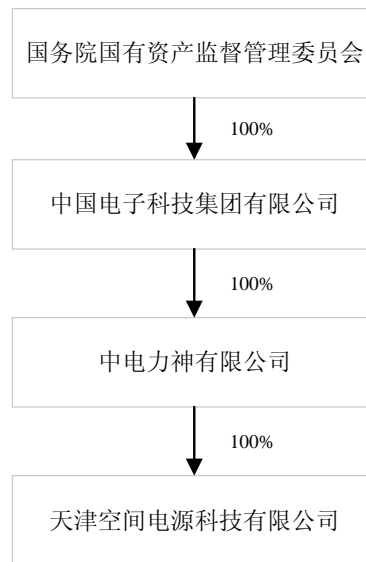 国务院国有资产监督管理委员会
100%
中国电子科技集团有限公司
100%
中电力神有限公司
100%
天津空间电源科技有限公司